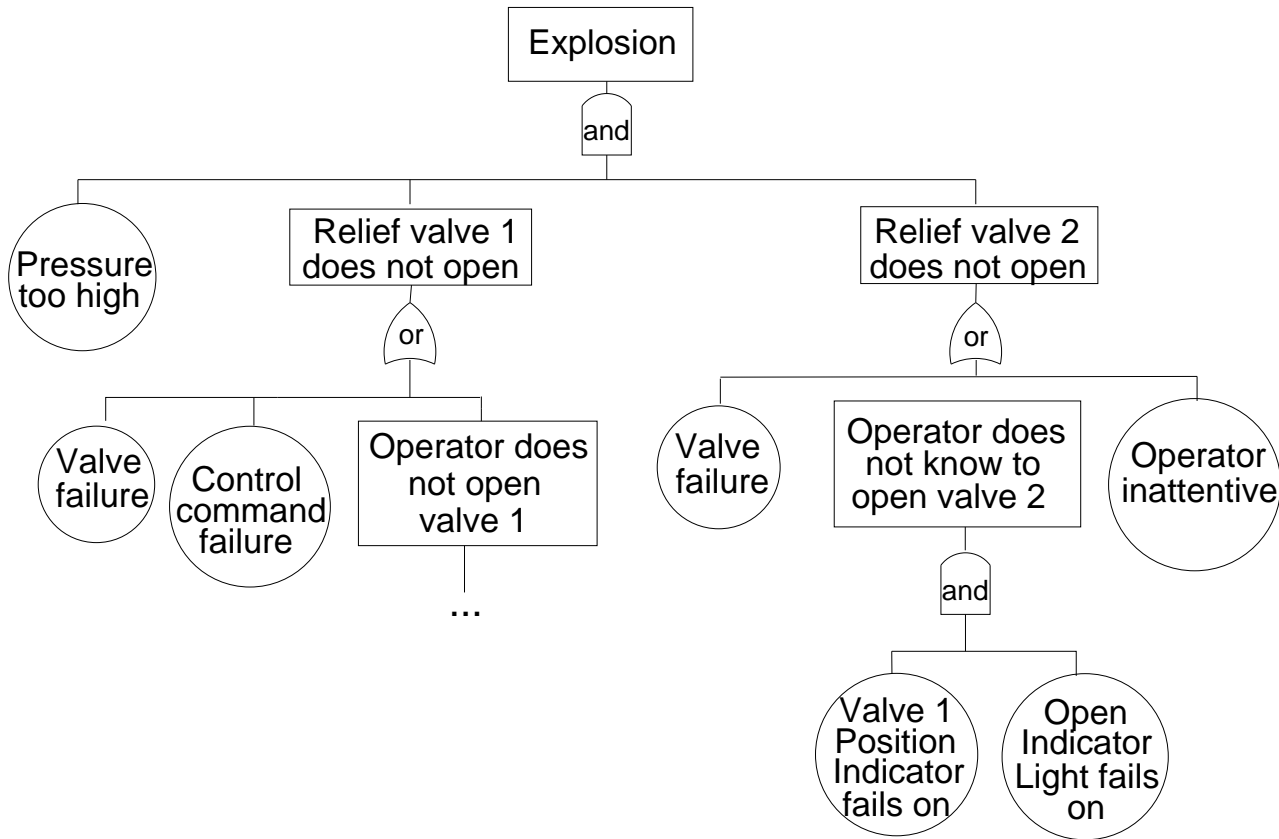 Explosion
and
Pressure
too high
Relief valve 1
does not open
Relief valve 2
does not open
or
or
Valve
failure
Control
command
failure
Operator does
not open
valve 1
...
Valve
failure
Operator does
not know to
open valve 2
Operator
inattentive
and
Valve 1
Position
Indicator
fails on
Open
Indicator
Light fails
on